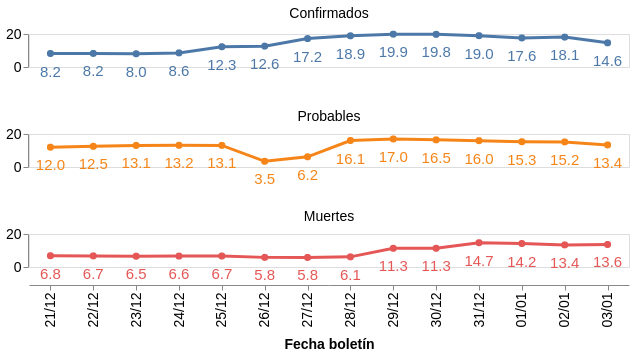 Confirmados
20
0
8.2 8.2 8.0 8.6 12.3 12.6 17.2 18.9 19.9 19.8 19.0 17.6 18.1 14.6
Probables
20
0
12.0 12.5 13.1 13.2 13.1 3.5 6.2 16.1 17.0 16.5 16.0 15.3 15.2 13.4
Muertes
20
0
6.8 6.7 6.5 6.6 6.7 5.8 5.8 6.1 11.3 11.3 14.7 14.2 13.4 13.6
21/12 22/12 23/12 24/12 25/12 26/12 27/12 28/12 29/12 30/12 31/12 01/01 02/01 03/01
Fecha boletín